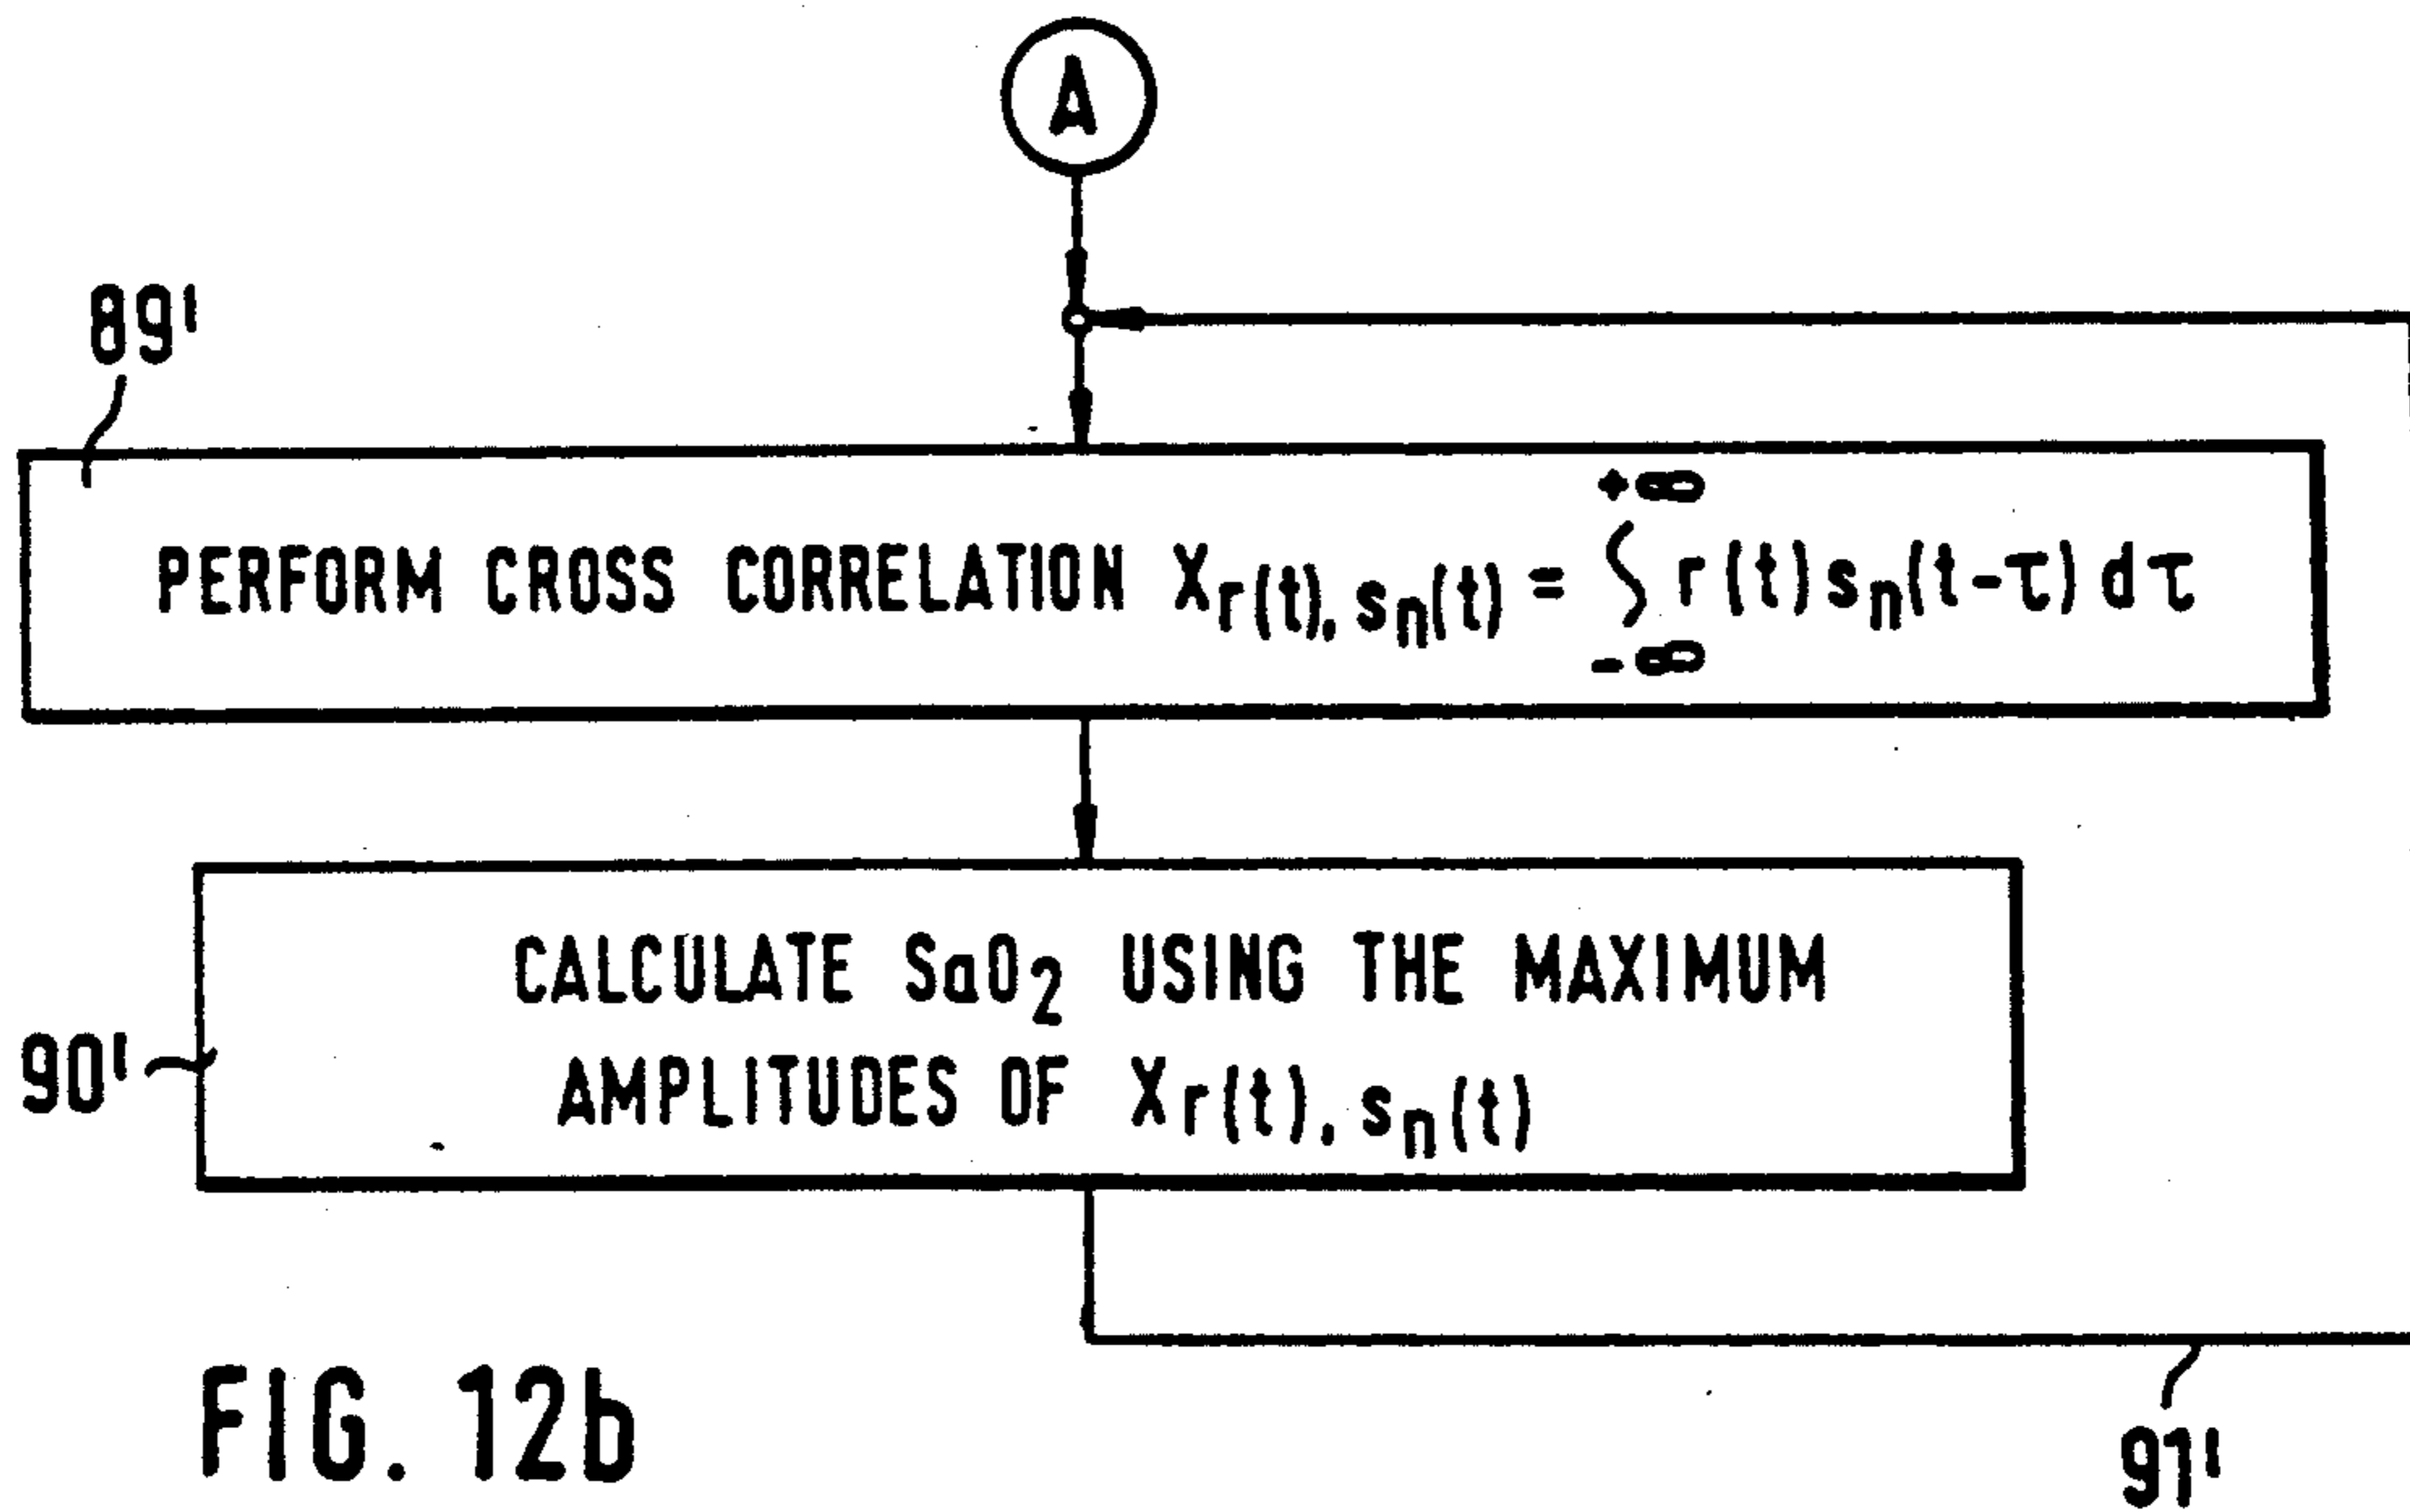 A
89'
+∞
PERFORM CROSS CORRELATION Xr(t), sn(t) = ∫ r(t) sn(t-τ) dτ
-∞
CALCULATE SaO2 USING THE MAXIMUM
90'
AMPLITUDES OF Xr(t), sn(t)
FIG. 12b
91'